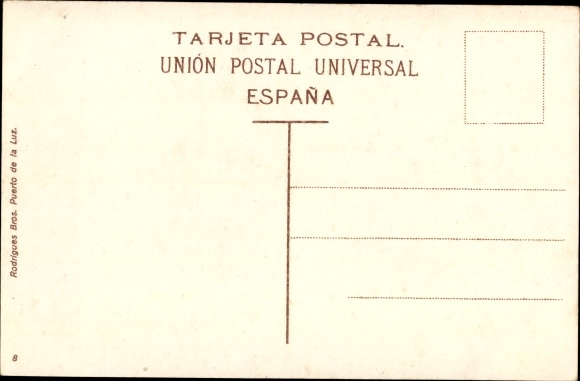 TARJETA POSTAL.
UNIÓN POSTAL UNIVERSAL
ESPAÑA
Rodrigues Bros. Puerto de la Luz.
8